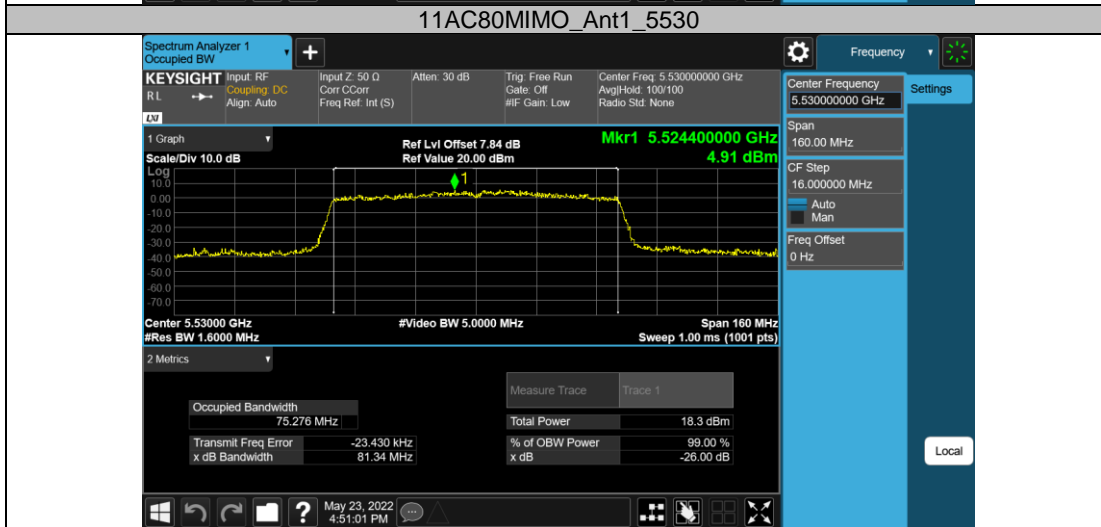 11AC80MIMO_Ant1_5530
Spectrum Analyzer 1
Occupied BW
+
Frequency
KEYSIGHT
R L
LXI
Input: RF
Coupling: DC
Align: Auto
Input Z: 50 Ω
Corr CCorr
Freq Ref: Int (S)
Atten: 30 dB
Trig: Free Run
Gate: Off
#IF Gain: Low
Center Freq: 5.530000000 GHz
Avg|Hold: 100/100
Radio Std: None
Center Frequency
5.530000000 GHz
Settings
Span
160.00 MHz
CF Step
16.000000 MHz
Auto
Man
Freq Offset
0 Hz
1 Graph
Scale/Div 10.0 dB
Ref Lvl Offset 7.84 dB
Ref Value 20.00 dBm
Mkr1 5.524400000 GHz
4.91 dBm
Log
10.0
0.00
-10.0
-20.0
-30.0
-40.0
-50.0
-60.0
-70.0
1
Center 5.53000 GHz
#Res BW 1.6000 MHz
#Video BW 5.0000 MHz
Span 160 MHz
Sweep 1.00 ms (1001 pts)
2 Metrics
Measure Trace
Trace 1
Occupied Bandwidth
75.276 MHz
Total Power
18.3 dBm
Transmit Freq Error
-23.430 kHz
% of OBW Power
99.00 %
x dB Bandwidth
81.34 MHz
x dB
-26.00 dB
Local
?
May 23, 2022
4:51:01 PM